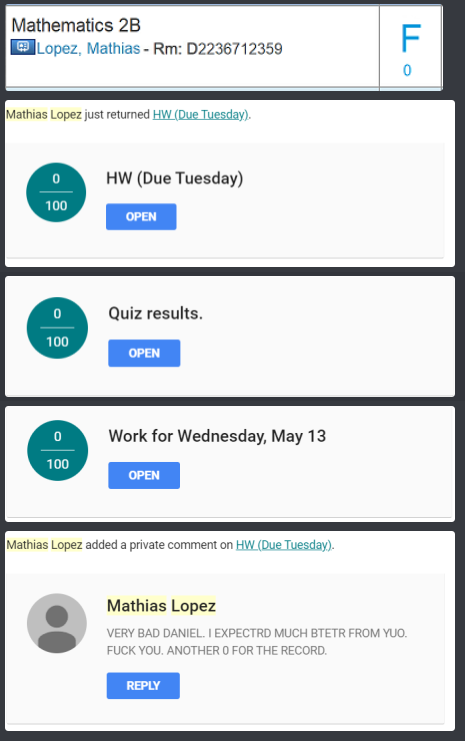 Mathematics 2B
Lopez, Mathias - Rm: D2236712359
F
0
Mathias Lopez just returned HW (Due Tuesday).
0
100
HW (Due Tuesday)
OPEN
0
100
Quiz results.
OPEN
0
100
Work for Wednesday, May 13
OPEN
Mathias Lopez added a private comment on HW (Due Tuesday).
Mathias Lopez
VERY BAD DANIEL. I EXPECTRD MUCH BTETR FROM YUO.
FUCK YOU. ANOTHER 0 FOR THE RECORD.
REPLY